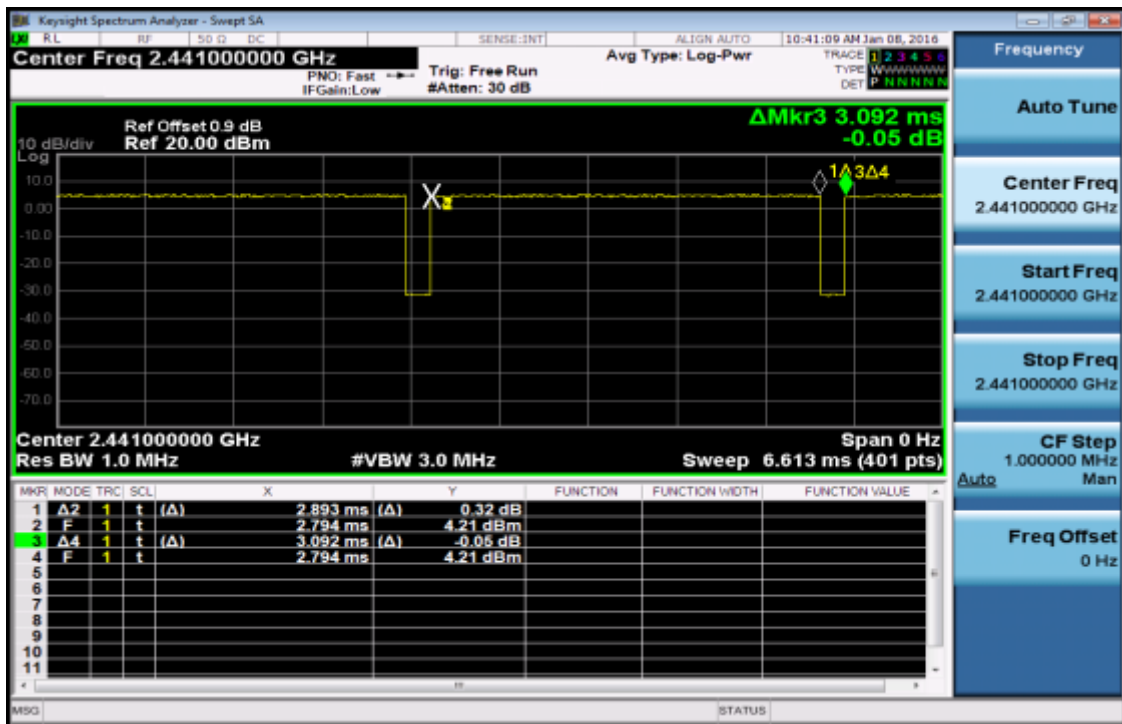 Keysight Spectrum Analyzer - Swept SA
RL RF 50 Ω DC SENSE:INT ALIGN AUTO 10:41:09 AM Jan 08, 2016
Center Freq 2.441000000 GHz
PNO: Fast
IFGain:Low
Trig: Free Run
#Atten: 30 dB
Avg Type: Log-Pwr
TRACE 1 2 3 4 5 6
TYPE WWWWWW
DET P N N N N N
Frequency
Auto Tune
ΔMkr3 3.092 ms
-0.05 dB
Ref Offset 0.9 dB
10 dB/div Ref 20.00 dBm
Log
10.0
0.00
-10.0
-20.0
-30.0
-40.0
-50.0
-60.0
-70.0
X
2
1Δ 3Δ4
Center 2.441000000 GHz Span 0 Hz
Res BW 1.0 MHz #VBW 3.0 MHz Sweep 6.613 ms (401 pts)
MKR MODE TRC SCL X Y FUNCTION FUNCTION WIDTH FUNCTION VALUE
1 Δ2 1 t (Δ) 2.893 ms (Δ) 0.32 dB
2 F 1 t 2.794 ms 4.21 dBm
3 Δ4 1 t (Δ) 3.092 ms (Δ) -0.05 dB
4 F 1 t 2.794 ms 4.21 dBm
5
6
7
8
9
10
11
Center Freq
2.441000000 GHz
Start Freq
2.441000000 GHz
Stop Freq
2.441000000 GHz
CF Step
1.000000 MHz
Auto Man
Freq Offset
0 Hz
MSG STATUS